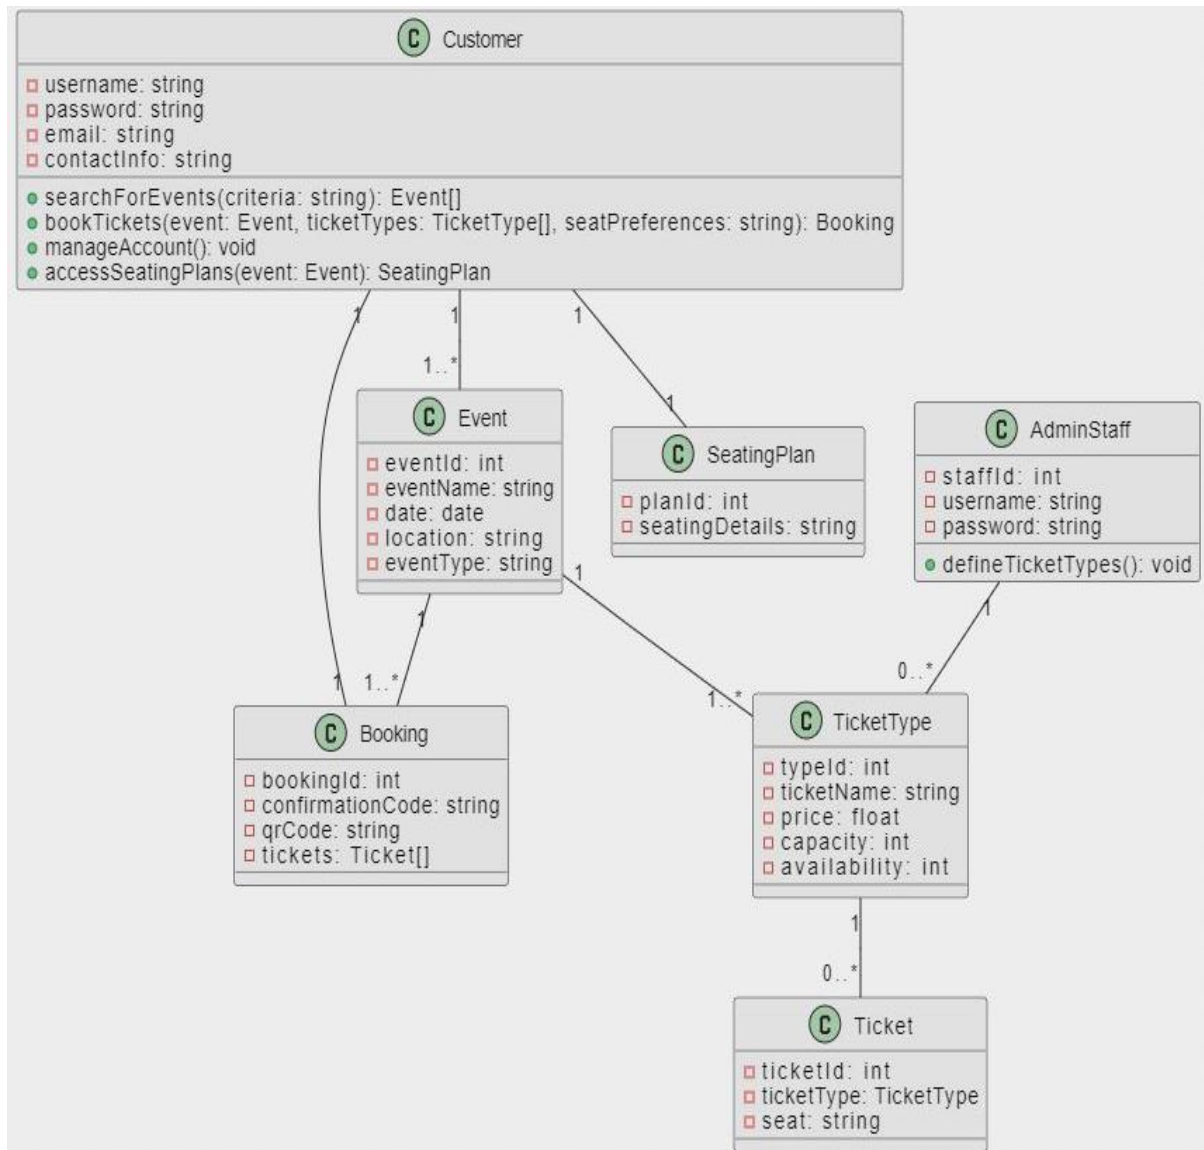 C Customer
username: string
password: string
email: string
contactInfo: string
searchForEvents(criteria: string): Event[]
bookTickets(event: Event, ticketTypes: TicketType[], seatPreferences: string): Booking
manageAccount(): void
accessSeatingPlans(event: Event): SeatingPlan
1 1 1
1..*
1
C Event
eventId: int
eventName: string
date: date
location: string
eventType: string
C SeatingPlan
planId: int
seatingDetails: string
C AdminStaff
staffId: int
username: string
password: string
defineTicketTypes(): void
1 1 1
0..*
1 1..* 1..*
C Booking
bookingId: int
confirmationCode: string
qrCode: string
tickets: Ticket[]
C TicketType
typeId: int
ticketName: string
price: float
capacity: int
availability: int
1
0..*
C Ticket
ticketId: int
ticketType: TicketType
seat: string